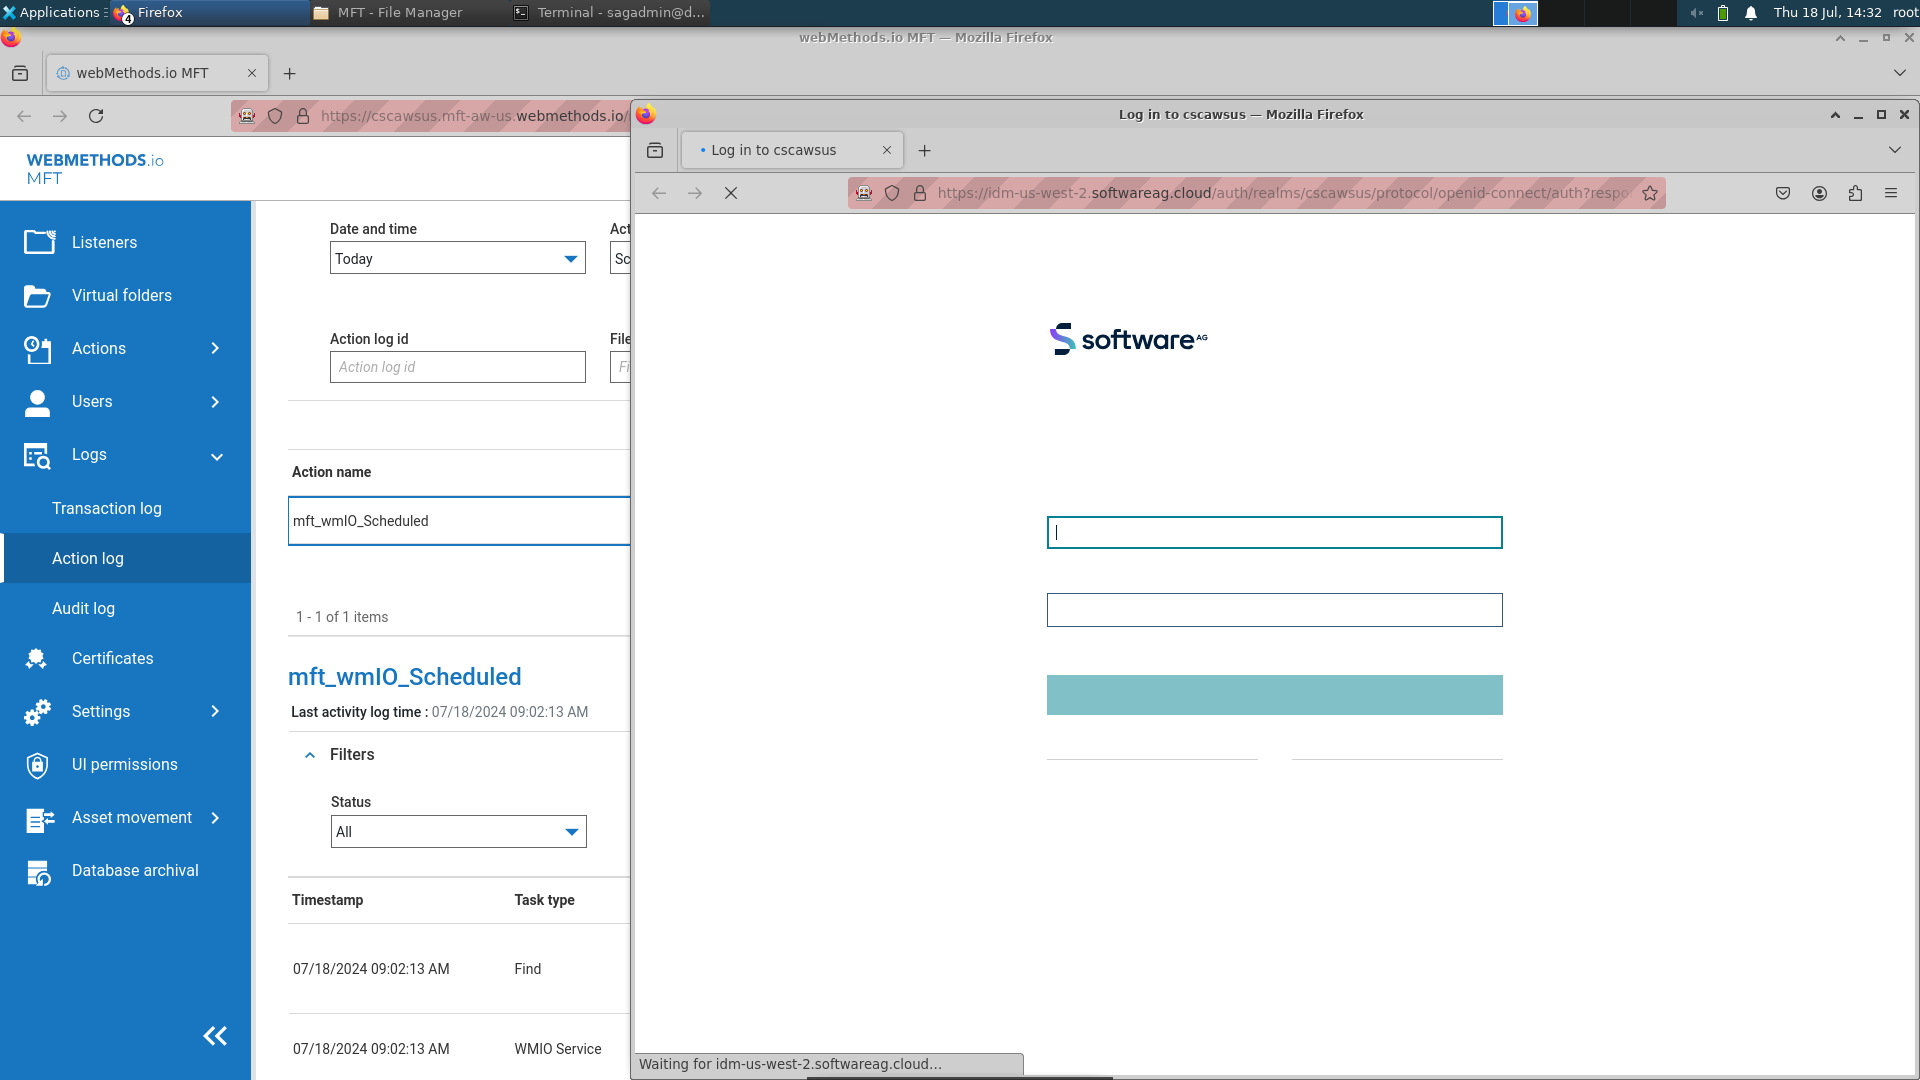 Applications
4
Firefox
MFT - File Manager
Terminal - sagadmin@d...
Thu 18 Jul, 14:32
root
webMethods.io MFT — Mozilla Firefox
webMethods.io MFT
https://cscawsus.mft-aw-us.webmethods.io/
WEBMETHODS.io
MFT
Listeners
Virtual folders
Actions
Users
Logs
Transaction log
Action log
Audit log
Certificates
Settings
UI permissions
Asset movement
Database archival
Date and time
Act
Today
Sc
Action log id
File
Action log id
Fi
Action name
mft_wmIO_Scheduled
1 - 1 of 1 items
mft_wmIO_Scheduled
Last activity log time : 07/18/2024 09:02:13 AM
Filters
Status
All
Timestamp
Task type
07/18/2024 09:02:13 AM
Find
07/18/2024 09:02:13 AM
WMIO Service
Log in to cscawsus — Mozilla Firefox
Log in to cscawsus
https://idm-us-west-2.softwareag.cloud/auth/realms/cscawsus/protocol/openid-connect/auth?respo
software AG
Waiting for idm-us-west-2.softwareag.cloud...